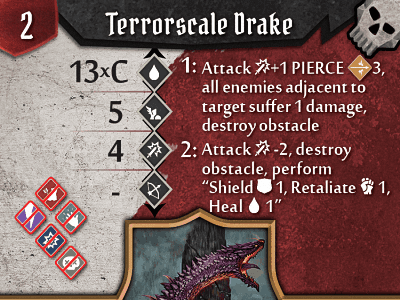 2
Terrorscale Drake
13xC
5
4
-
1: Attack +1 PIERCE 3,
all enemies adjacent to
target suffer 1 damage,
destroy obstacle
2: Attack -2, destroy
obstacle, perform
“Shield 1, Retaliate 1,
Heal 1”